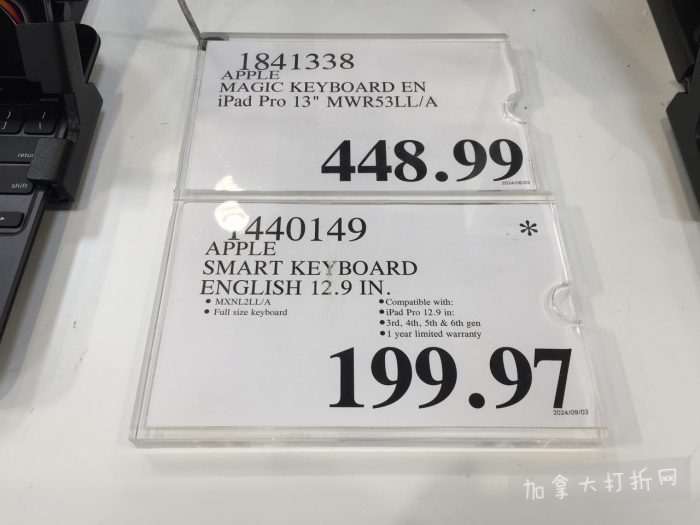 return
shift
1841338
APPLE
MAGIC KEYBOARD EN
iPad Pro 13" MWR53LL/A
448.99
1440149 *
APPLE
SMART KEYBOARD
ENGLISH 12.9 IN.
• MXNL2LL/A
• Full size keyboard
• Compatible with:
• iPad Pro 12.9 in:
• 3rd, 4th, 5th & 6th gen
• 1 year limited warranty
199.97
2024/09/03
加拿大打折网